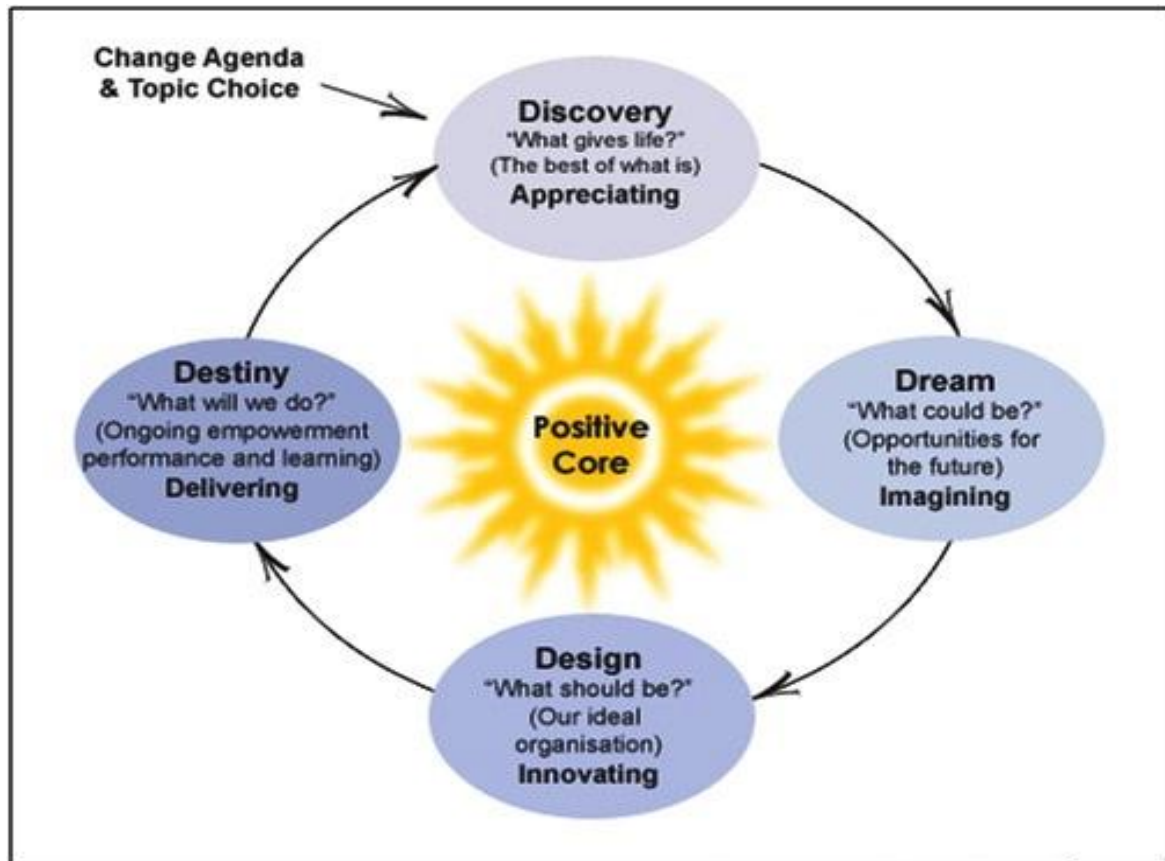 Change Agenda
& Topic Choice
Discovery
“What gives life?”
(The best of what is)
Appreciating
Dream
“What could be?”
(Opportunities for
the future)
Imagining
Design
“What should be?”
(Our ideal
organisation)
Innovating
Destiny
“What will we do?”
(Ongoing empowerment
performance and learning)
Delivering
Positive
Core